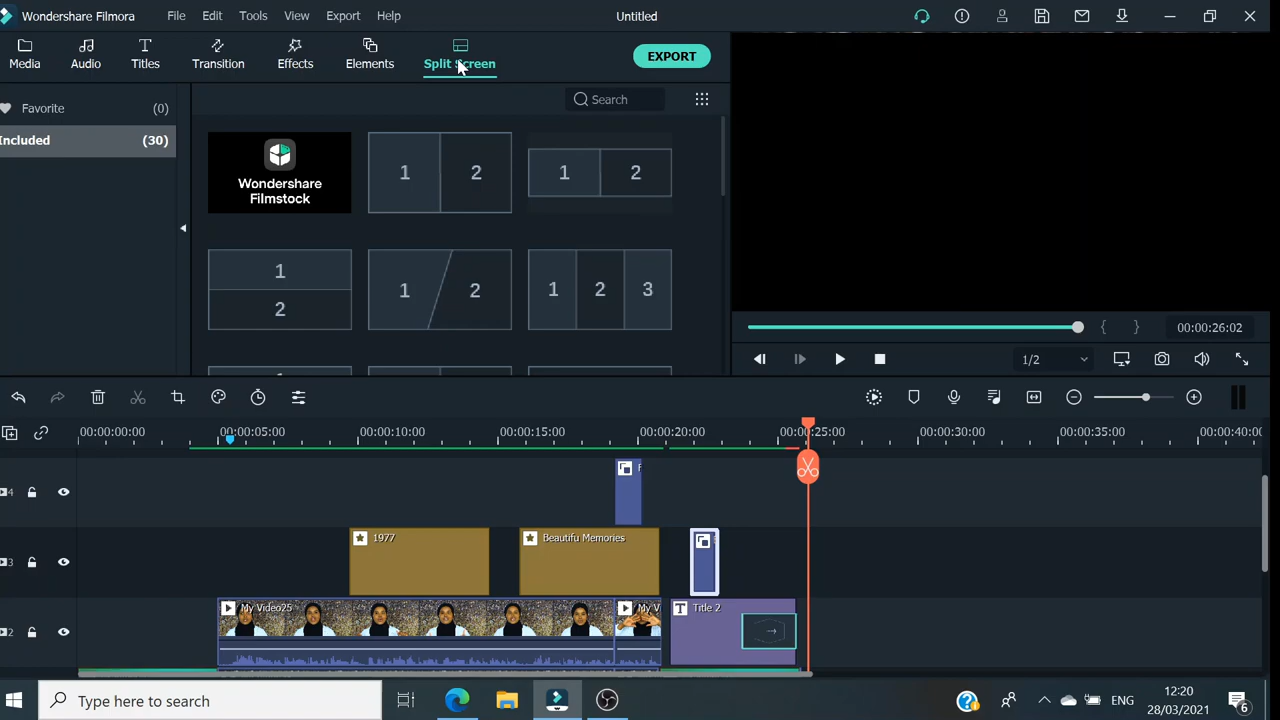 Wondershare Filmora
File
Edit
Tools
View
Export
Help
Untitled
Media
Audio
Titles
Transition
Effects
Elements
Split Screen
EXPORT
Favorite
(0)
Search
Included
(30)
Wondershare
Filmstock
1
2
1
2
1
2
1
2
1
2
3
00:00:26:02
1/2
00:00:00:00
00:00:05:00
00:00:10:00
00:00:15:00
00:00:20:00
00:00:25:00
00:00:30:00
00:00:35:00
00:00:40:00
4
F
3
1977
Beautifu Memories
2
My Video25
My V
Title 2
Type here to search
ENG
12:20
28/03/2021
6